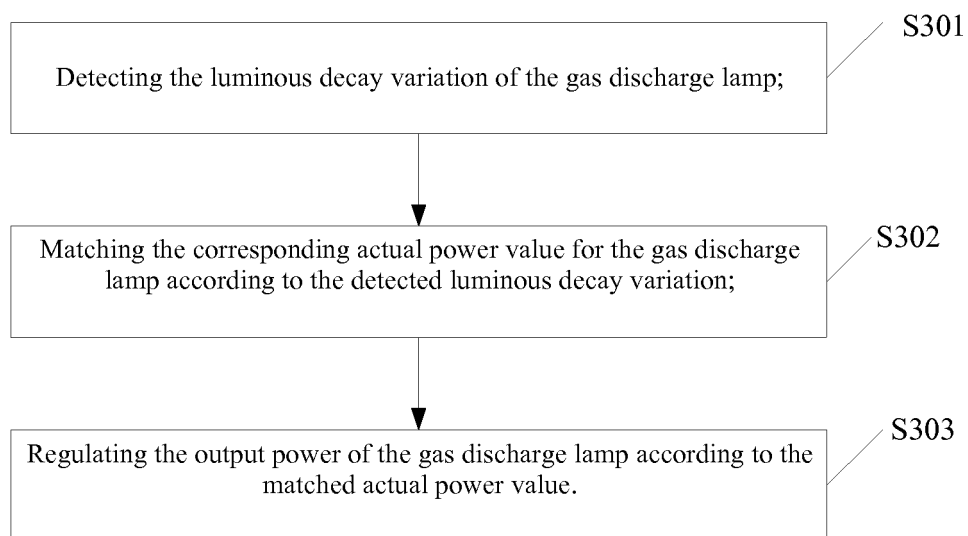 S301
Detecting the luminous decay variation of the gas discharge lamp;
S302
Matching the corresponding actual power value for the gas discharge
lamp according to the detected luminous decay variation;
S303
Regulating the output power of the gas discharge lamp according to the
matched actual power value.